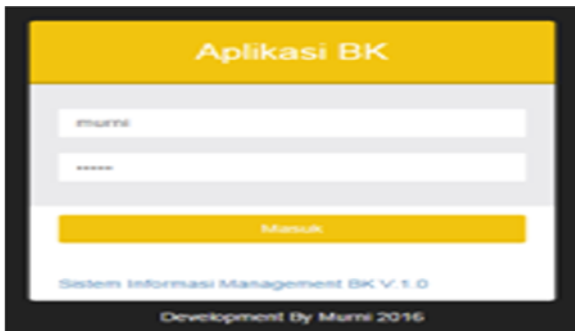 Aplikasi BK
murni
•••••
Masuk
Sistem Informasi Management BK V.1.0
Development By Murni 2016